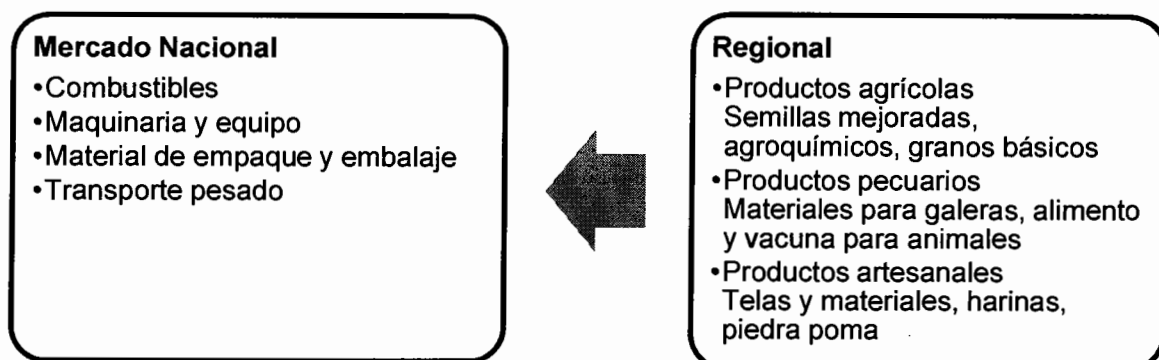 Mercado Nacional
•Combustibles
•Maquinaria y equipo
•Material de empaque y embalaje
•Transporte pesado
Regional
•Productos agrícolas
Semillas mejoradas,
agroquímicos, granos básicos
•Productos pecuarios
Materiales para galeras, alimento
y vacuna para animales
•Productos artesanales
Telas y materiales, harinas,
piedra poma